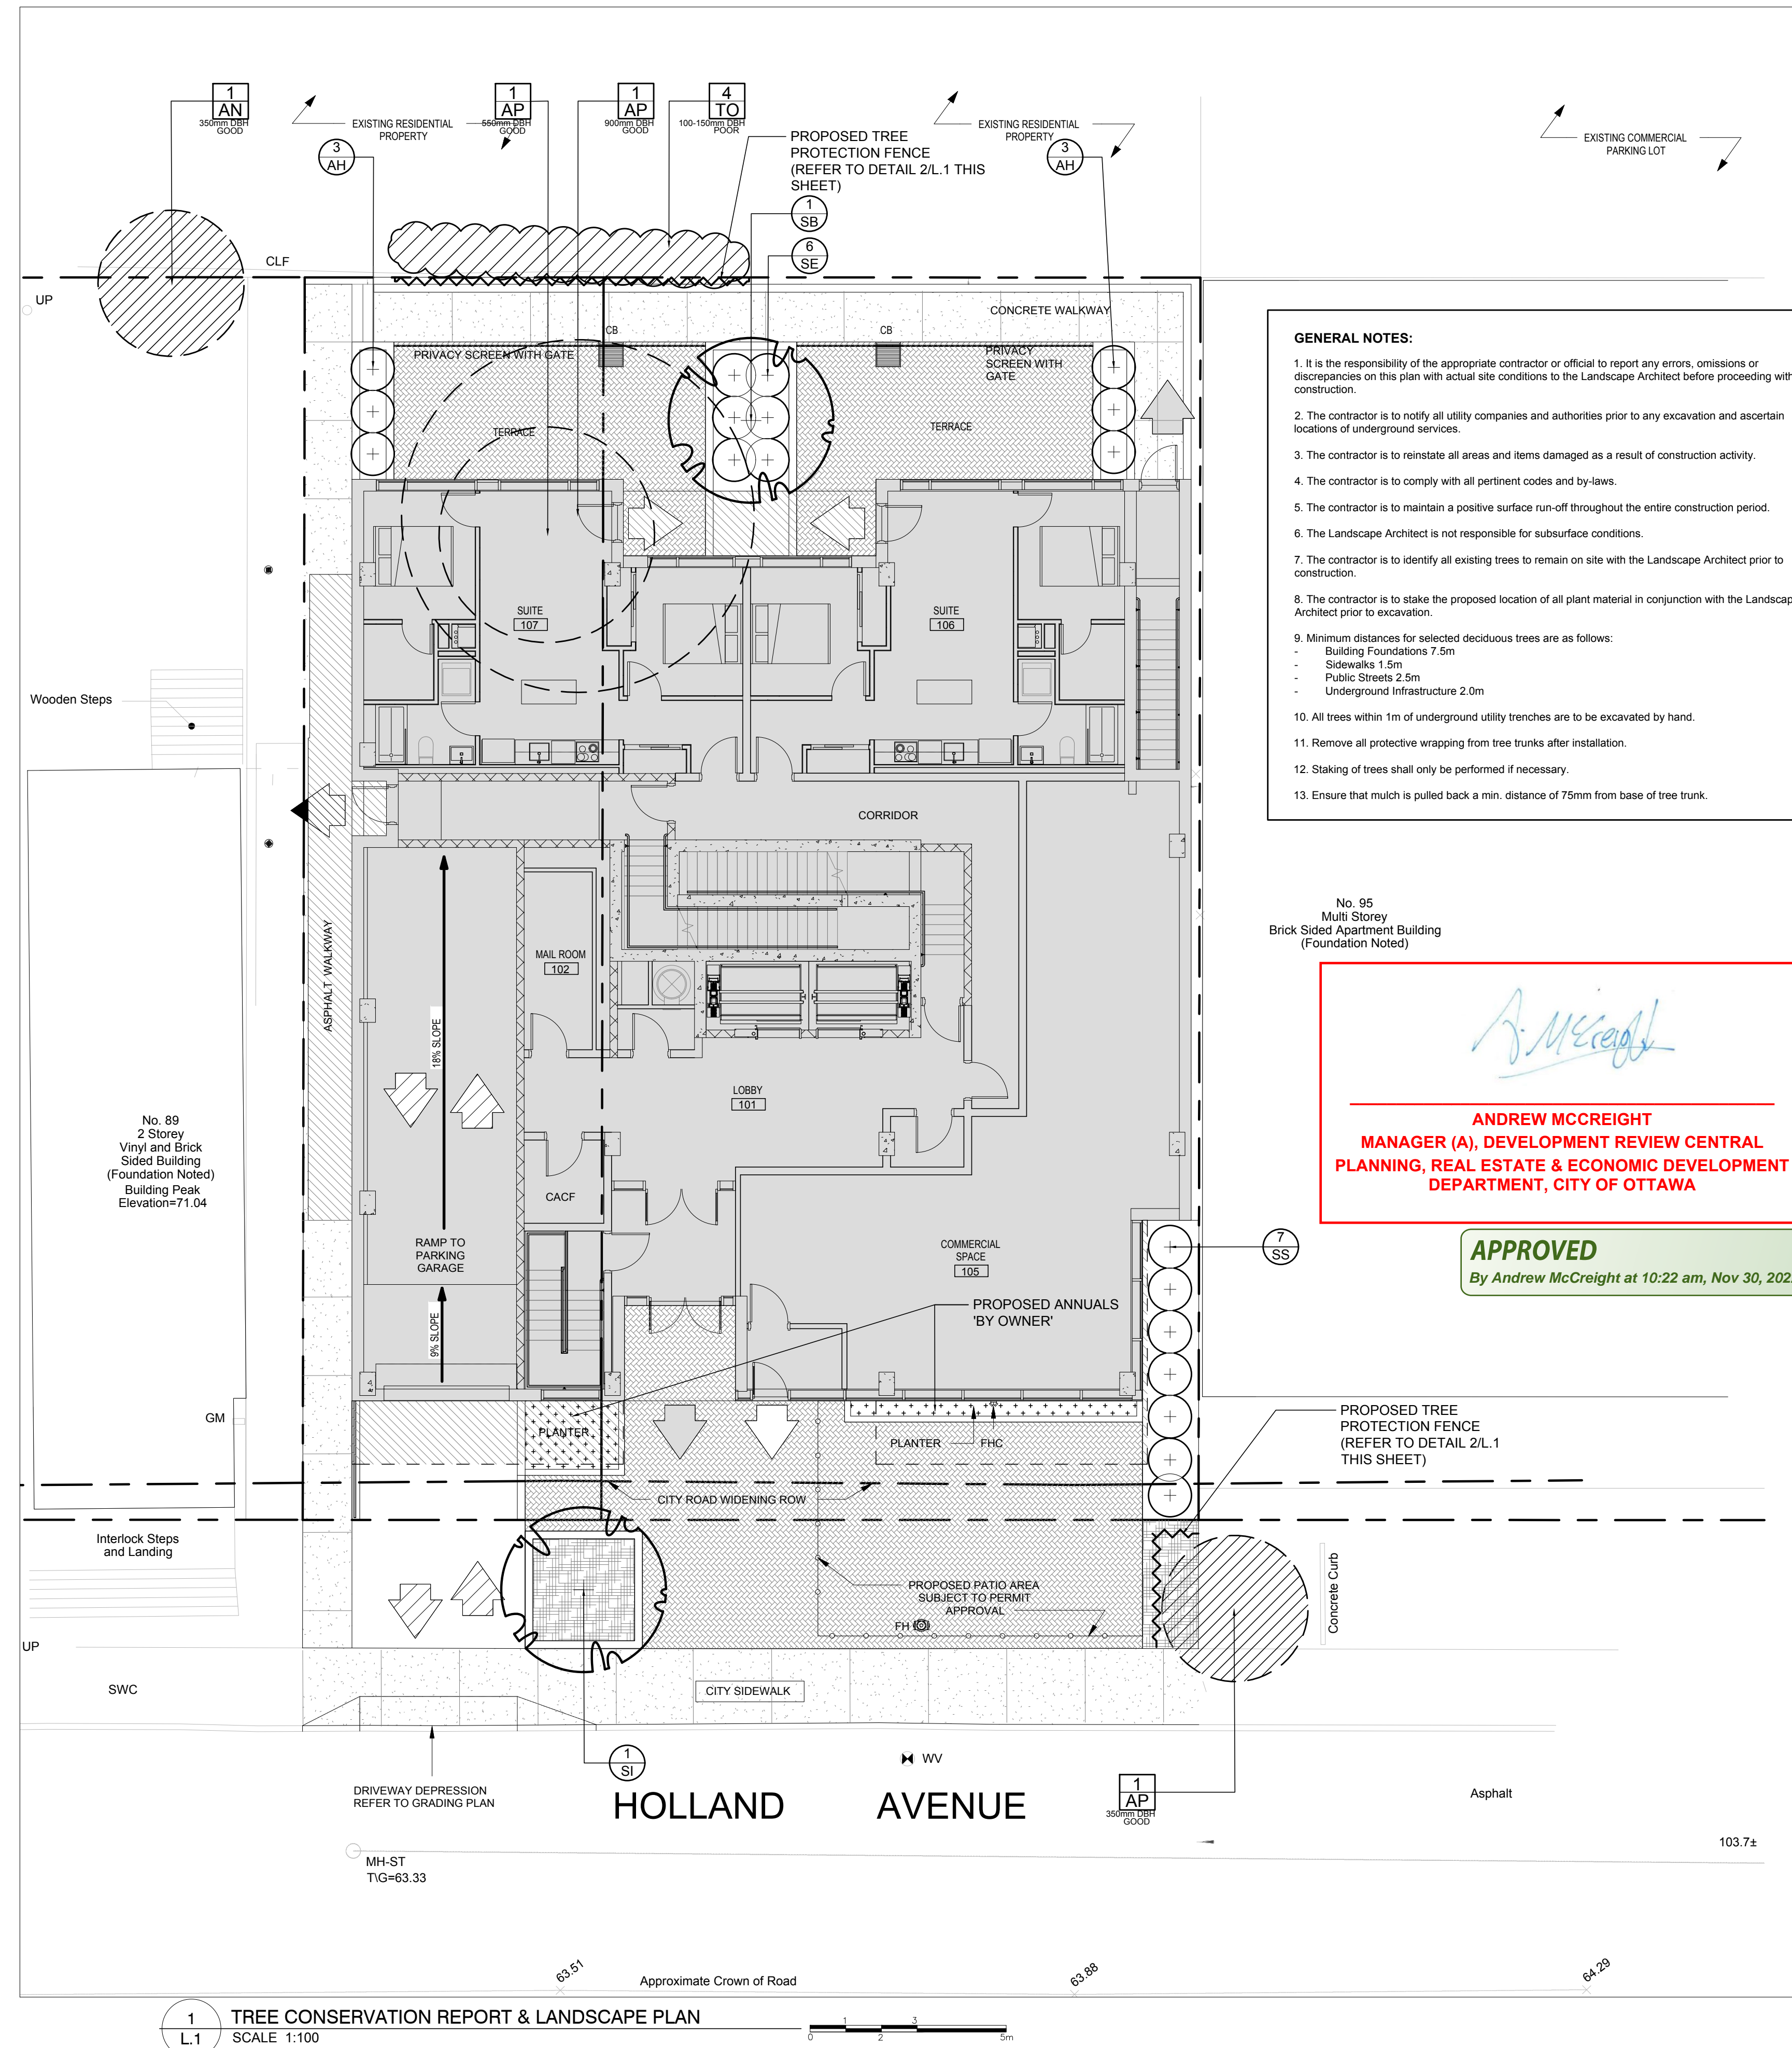 1
AN
350mm DBH
GOOD
EXISTING RESIDENTIAL
PROPERTY
1
AP
550mm DBH
GOOD
1
AP
900mm DBH
GOOD
4
TO
100-150mm DBH
POOR
3
AH
PROPOSED TREE
PROTECTION FENCE
(REFER TO DETAIL 2/L.1 THIS
SHEET)
EXISTING RESIDENTIAL
PROPERTY
3
AH
EXISTING COMMERCIAL
PARKING LOT
1
SB
6
SE
CLF
UP
CONCRETE WALKWAY
CB
CB
PRIVACY SCREEN WITH GATE
PRIVACY
SCREEN WITH
GATE
TERRACE
TERRACE
GENERAL NOTES:
1. It is the responsibility of the appropriate contractor or official to report any errors, omissions or
discrepancies on this plan with actual site conditions to the Landscape Architect before proceeding with
construction.
2. The contractor is to notify all utility companies and authorities prior to any excavation and ascertain
locations of underground services.
3. The contractor is to reinstate all areas and items damaged as a result of construction activity.
4. The contractor is to comply with all pertinent codes and by-laws.
5. The contractor is to maintain a positive surface run-off throughout the entire construction period.
6. The Landscape Architect is not responsible for subsurface conditions.
7. The contractor is to identify all existing trees to remain on site with the Landscape Architect prior to
construction.
8. The contractor is to stake the proposed location of all plant material in conjunction with the Landscap
Architect prior to excavation.
9. Minimum distances for selected deciduous trees are as follows:
- Building Foundations 7.5m
- Sidewalks 1.5m
- Public Streets 2.5m
- Underground Infrastructure 2.0m
10. All trees within 1m of underground utility trenches are to be excavated by hand.
11. Remove all protective wrapping from tree trunks after installation.
12. Staking of trees shall only be performed if necessary.
13. Ensure that mulch is pulled back a min. distance of 75mm from base of tree trunk.
SUITE
107
SUITE
106
Wooden Steps
CORRIDOR
ASPHALT WALKWAY
MAIL ROOM
102
18% SLOPE
LOBBY
101
No. 95
Multi Storey
Brick Sided Apartment Building
(Foundation Noted)
A. McCreight
ANDREW MCCREIGHT
MANAGER (A), DEVELOPMENT REVIEW CENTRAL
PLANNING, REAL ESTATE & ECONOMIC DEVELOPMENT
DEPARTMENT, CITY OF OTTAWA
No. 89
2 Storey
Vinyl and Brick
Sided Building
(Foundation Noted)
Building Peak
Elevation=71.04
CACF
RAMP TO
PARKING
GARAGE
9% SLOPE
COMMERCIAL
SPACE
105
7
SS
APPROVED
By Andrew McCreight at 10:22 am, Nov 30, 202
PROPOSED ANNUALS
'BY OWNER'
GM
PLANTER
PLANTER
FHC
PROPOSED TREE
PROTECTION FENCE
(REFER TO DETAIL 2/L.1
THIS SHEET)
CITY ROAD WIDENING ROW
Interlock Steps
and Landing
PROPOSED PATIO AREA
SUBJECT TO PERMIT
APPROVAL
FH
Concrete Curb
UP
SWC
CITY SIDEWALK
1
SI
WV
DRIVEWAY DEPRESSION
REFER TO GRADING PLAN
HOLLAND AVENUE
1
AP
350mm DBH
GOOD
Asphalt
103.7±
MH-ST
T\G=63.33
63.51
Approximate Crown of Road
63.88
64.29
1
L.1
TREE CONSERVATION REPORT & LANDSCAPE PLAN
SCALE 1:100
0 1 2 3 5m